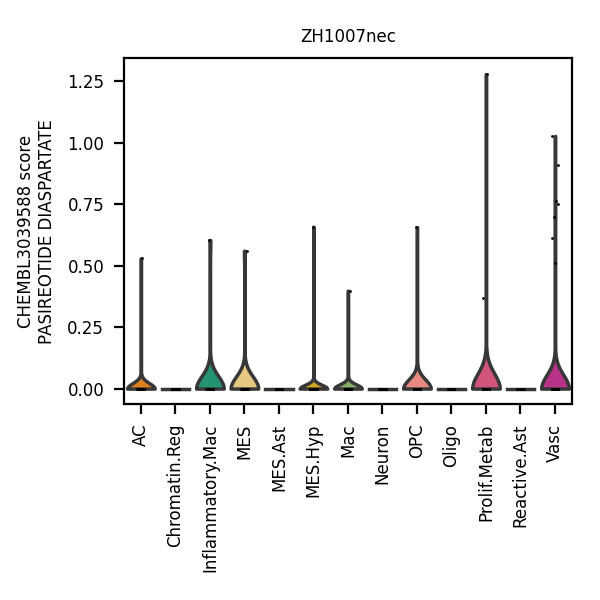 ZH1007nec
CHEMBL3039588 score
PASIREOTIDE DIASPARTATE
1.25
1.00
0.75
0.50
0.25
0.00
AC
Chromatin.Reg
Inflammatory.Mac
MES
MES.Ast
MES.Hyp
Mac
Neuron
OPC
Oligo
Prolif.Metab
Reactive.Ast
Vasc